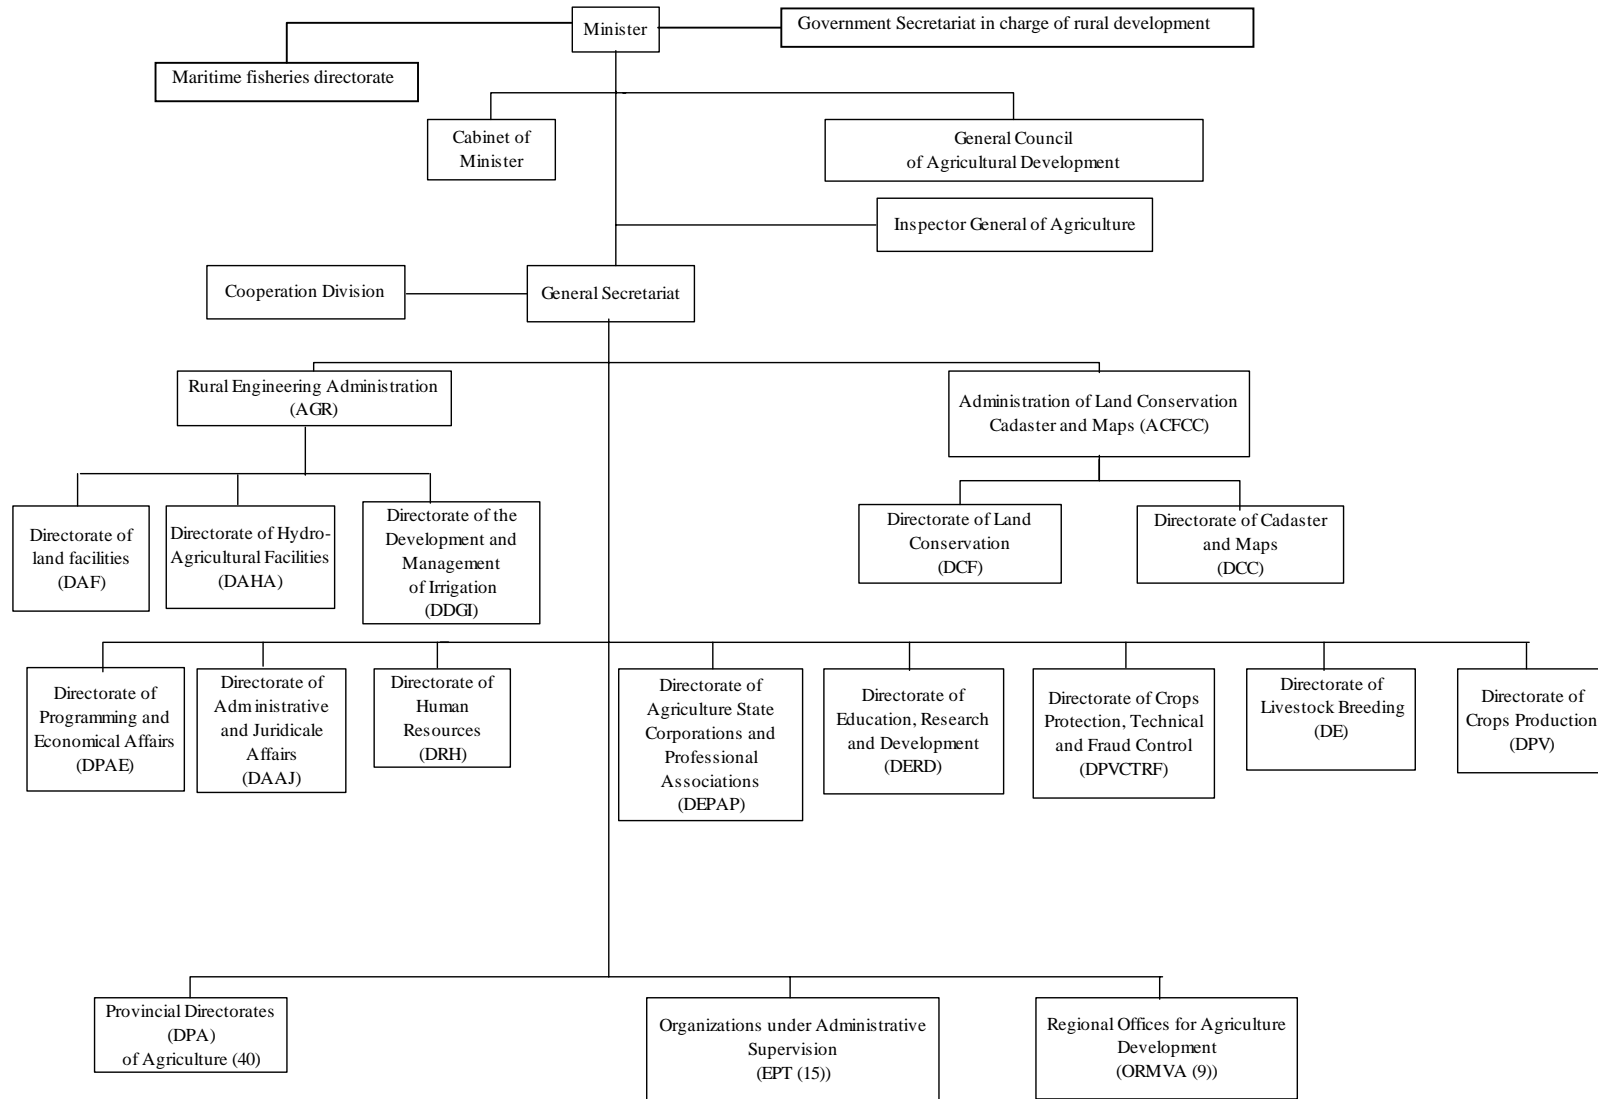 Minister
Government Secretariat in charge of rural development
Maritime fisheries directorate
Cabinet of
Minister
General Council
of Agricultural Development
Inspector General of Agriculture
Cooperation Division
General Secretariat
Rural Engineering Administration
(AGR)
Administration of Land Conservation
Cadaster and Maps (ACFCC)
Directorate of
land facilities
(DAF)
Directorate of Hydro-
Agricultural Facilities
(DAHA)
Directorate of the
Development and
Management
of Irrigation
(DDGI)
Directorate of Land
Conservation
(DCF)
Directorate of Cadaster
and Maps
(DCC)
Directorate of
Programming and
Economical Affairs
(DPAE)
Directorate of
Administrative
and Juridicale
Affairs
(DAAJ)
Directorate of
Human
Resources
(DRH)
Directorate of
Agriculture State
Corporations and
Professional
Associations
(DEPAP)
Directorate of
Education, Research
and Development
(DERD)
Directorate of Crops
Protection, Technical
and Fraud Control
(DPVCTRF)
Directorate of
Livestock Breeding
(DE)
Directorate of
Crops Production
(DPV)
Provincial Directorates
(DPA)
of Agriculture (40)
Organizations under Administrative
Supervision
(EPT (15))
Regional Offices for Agriculture
Development
(ORMVA (9))